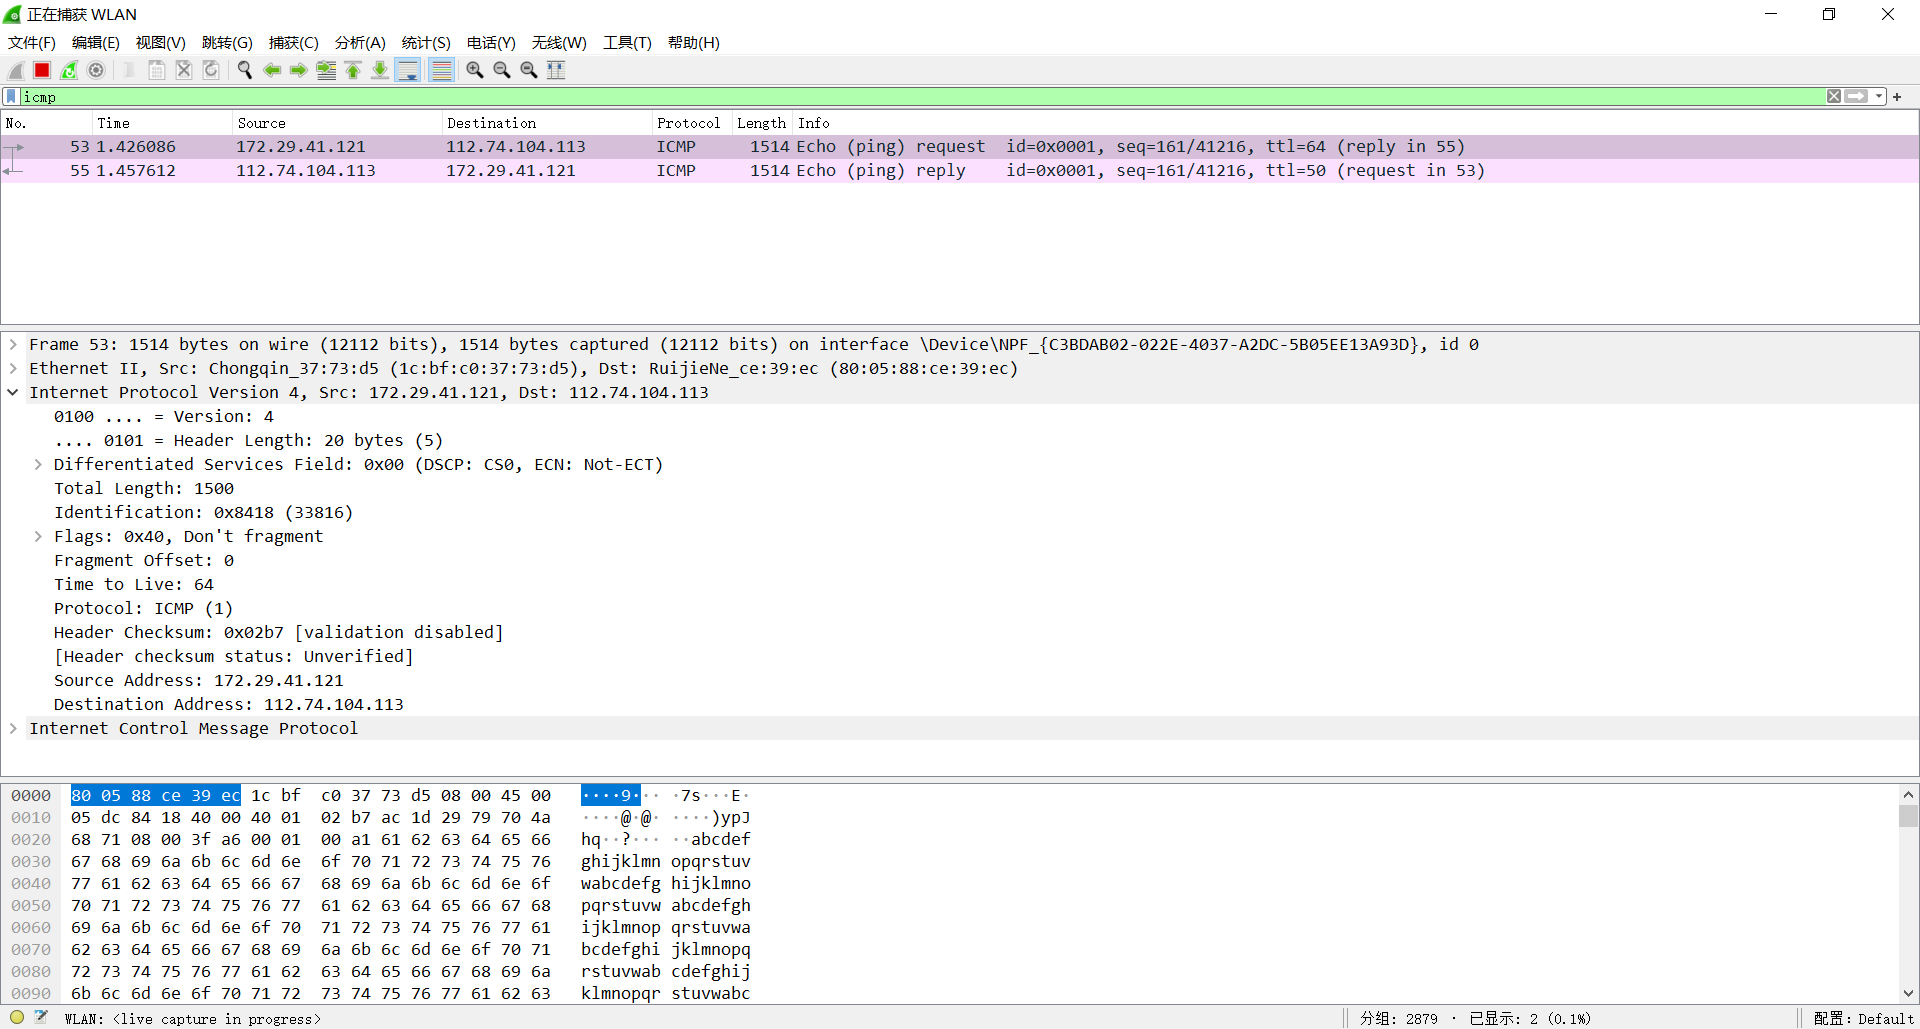 正在捕获 WLAN
文件(F) 编辑(E) 视图(V) 跳转(G) 捕获(C) 分析(A) 统计(S) 电话(Y) 无线(W) 工具(T) 帮助(H)
icmp
No. Time Source Destination Protocol Length Info
53 1.426086 172.29.41.121 112.74.104.113 ICMP 1514 Echo (ping) request id=0x0001, seq=161/41216, ttl=64 (reply in 55)
55 1.457612 112.74.104.113 172.29.41.121 ICMP 1514 Echo (ping) reply id=0x0001, seq=161/41216, ttl=50 (request in 53)
Frame 53: 1514 bytes on wire (12112 bits), 1514 bytes captured (12112 bits) on interface \Device\NPF_{C3BDAB02-022E-4037-A2DC-5B05EE13A93D}, id 0
Ethernet II, Src: Chongqin_37:73:d5 (1c:bf:c0:37:73:d5), Dst: RuijieNe_ce:39:ec (80:05:88:ce:39:ec)
Internet Protocol Version 4, Src: 172.29.41.121, Dst: 112.74.104.113
0100 .... = Version: 4
.... 0101 = Header Length: 20 bytes (5)
Differentiated Services Field: 0x00 (DSCP: CS0, ECN: Not-ECT)
Total Length: 1500
Identification: 0x8418 (33816)
Flags: 0x40, Don't fragment
Fragment Offset: 0
Time to Live: 64
Protocol: ICMP (1)
Header Checksum: 0x02b7 [validation disabled]
[Header checksum status: Unverified]
Source Address: 172.29.41.121
Destination Address: 112.74.104.113
Internet Control Message Protocol
0000 80 05 88 ce 39 ec 1c bf c0 37 73 d5 08 00 45 00 ····9··· ·7s···E·
0010 05 dc 84 18 40 00 40 01 02 b7 ac 1d 29 79 70 4a ····@·@· ····)ypJ
0020 68 71 08 00 3f a6 00 01 00 a1 61 62 63 64 65 66 hq··?··· ··abcdef
0030 67 68 69 6a 6b 6c 6d 6e 6f 70 71 72 73 74 75 76 ghijklmn opqrstuv
0040 77 61 62 63 64 65 66 67 68 69 6a 6b 6c 6d 6e 6f wabcdefg hijklmno
0050 70 71 72 73 74 75 76 77 61 62 63 64 65 66 67 68 pqrstuvw abcdefgh
0060 69 6a 6b 6c 6d 6e 6f 70 71 72 73 74 75 76 77 61 ijklmnop qrstuvwa
0070 62 63 64 65 66 67 68 69 6a 6b 6c 6d 6e 6f 70 71 bcdefghi jklmnopq
0080 72 73 74 75 76 77 61 62 63 64 65 66 67 68 69 6a rstuvwab cdefghij
0090 6b 6c 6d 6e 6f 70 71 72 73 74 75 76 77 61 62 63 klmnopqr stuvwabc
WLAN: <live capture in progress> 分组: 2879 · 已显示: 2 (0.1%) 配置: Default